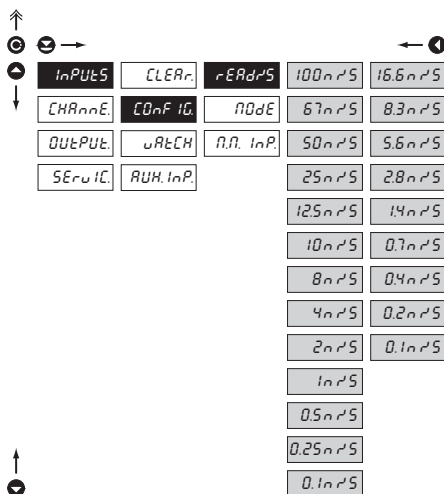 InPUtS CLEAr. rEAd/S 100n/S 16.6n/S
CHAnnE. COnFIG. MOdE 67n/S 8.3n/S
OUtPUt. wAtCH M.M. InP. 50n/S 5.6n/S
SErvIC. AUX.InP. 25n/S 2.8n/S
12.5n/S 1.4n/S
10n/S 0.7n/S
8n/S 0.4n/S
4n/S 0.2n/S
2n/S 0.1n/S
1n/S
0.5n/S
0.25n/S
0.1n/S